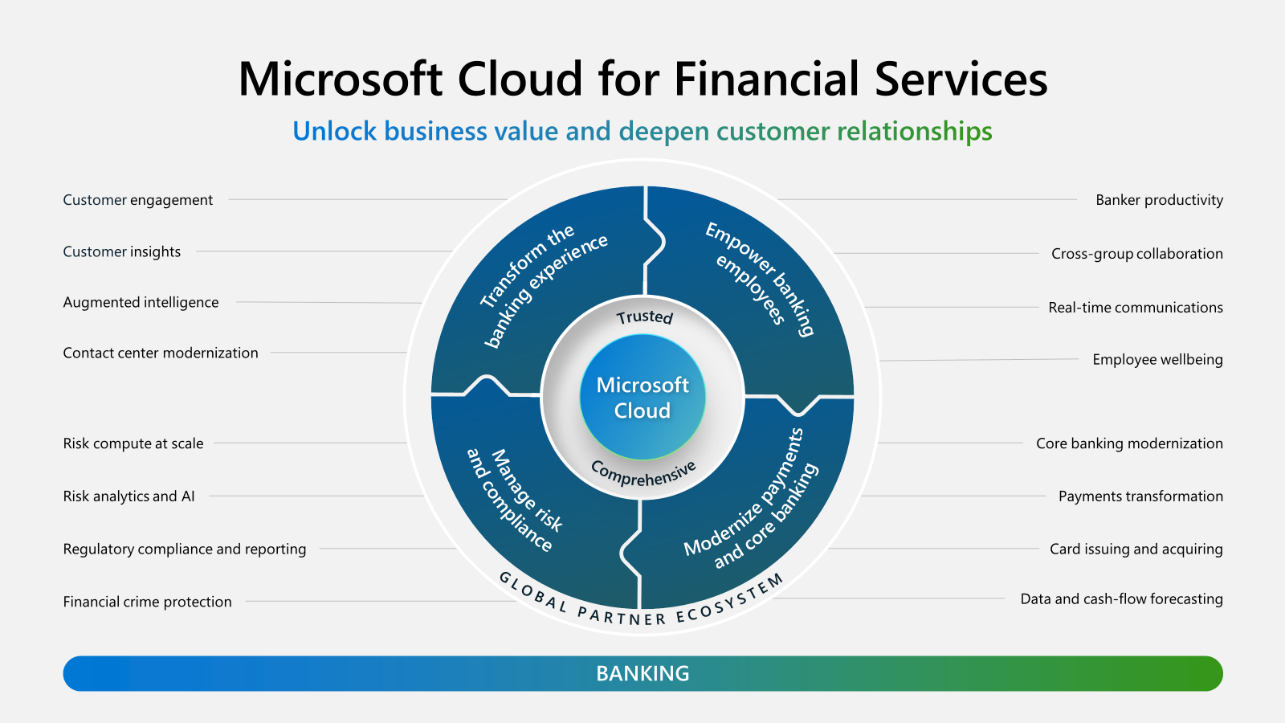 Microsoft Cloud for Financial Services
Unlock business value and deepen customer relationships
Customer engagement
Customer insights
Augmented intelligence
Contact center modernization
Risk compute at scale
Risk analytics and AI
Regulatory compliance and reporting
Financial crime protection
Transform the
banking experience
Empower banking
employees
Trusted
Microsoft
Cloud
Comprehensive
Manage risk
and compliance
Modernize payments
and core banking
GLOBAL PARTNER ECOSYSTEM
Banker productivity
Cross-group collaboration
Real-time communications
Employee wellbeing
Core banking modernization
Payments transformation
Card issuing and acquiring
Data and cash-flow forecasting
BANKING